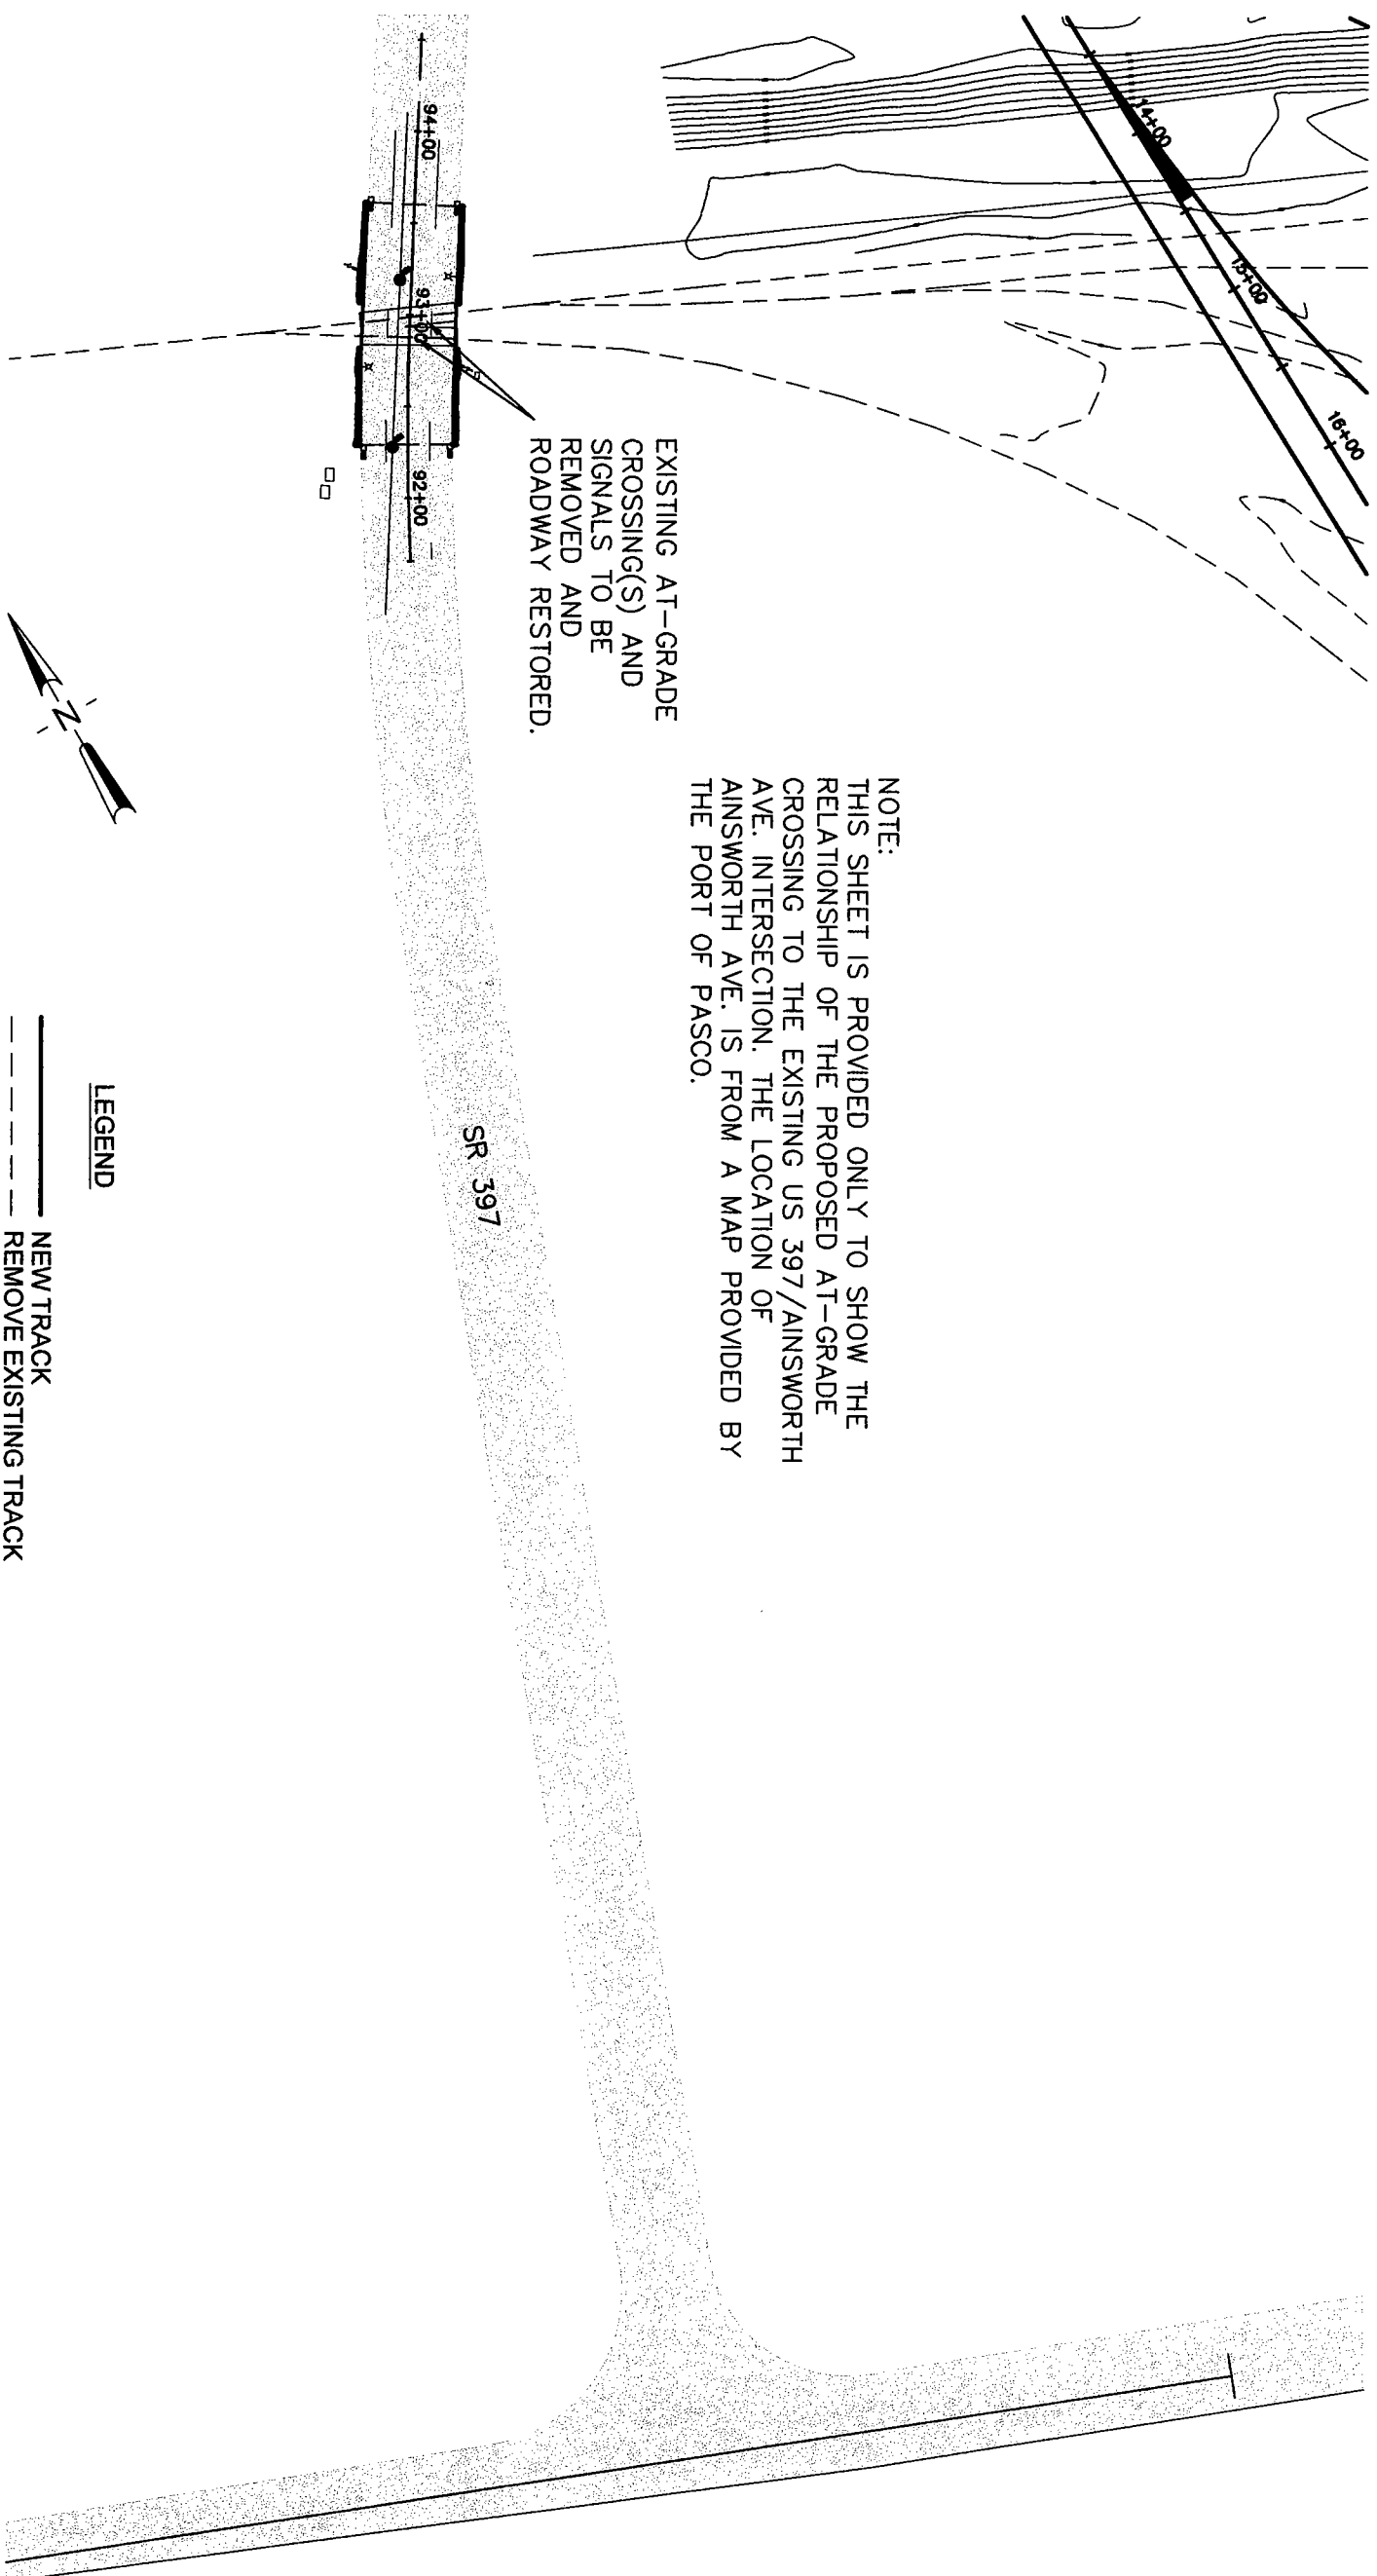 14+00
15+00
16+00
94+00
93+00
92+00
EXISTING AT-GRADE
CROSSING(S) AND
SIGNALS TO BE
REMOVED AND
ROADWAY RESTORED.
NOTE:
THIS SHEET IS PROVIDED ONLY TO SHOW THE
RELATIONSHIP OF THE PROPOSED AT-GRADE
CROSSING TO THE EXISTING US 397/AINSWORTH
AVE. INTERSECTION. THE LOCATION OF
AINSWORTH AVE. IS FROM A MAP PROVIDED BY
THE PORT OF PASCO.
SR 397
N
LEGEND
NEW TRACK
REMOVE EXISTING TRACK